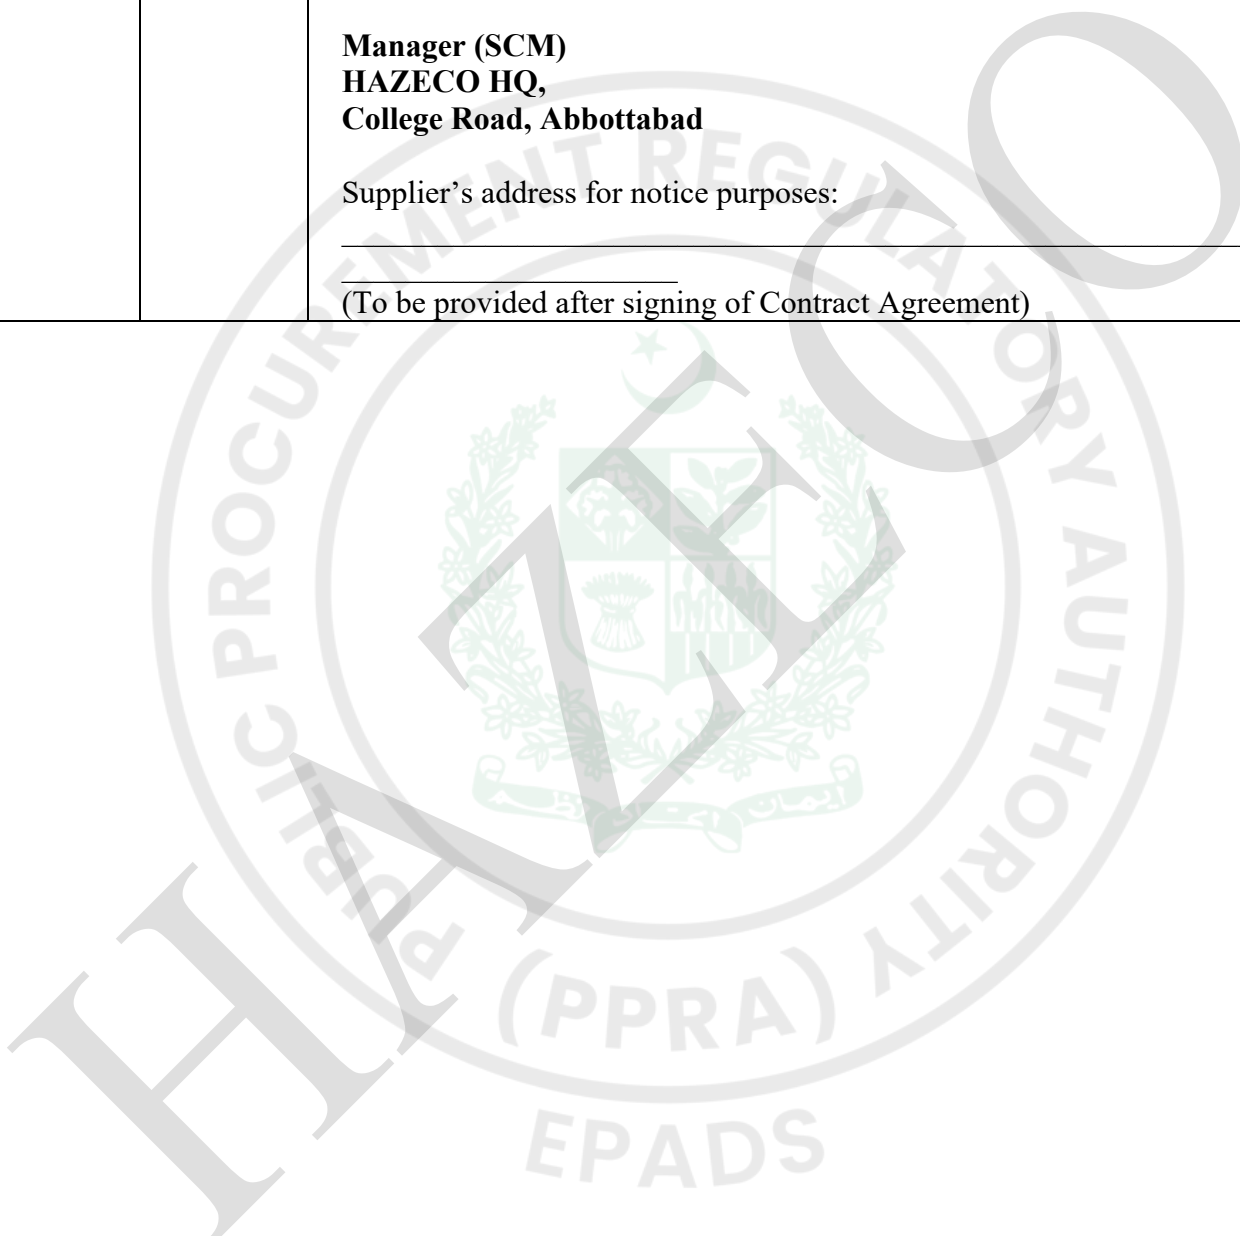 Manager (SCM)
HAZECO HQ,
College Road, Abbottabad
Supplier’s address for notice purposes:
(To be provided after signing of Contract Agreement)
HAZECO
PUBLIC PROCUREMENT REGULATORY AUTHORITY
(PPRA)
EPADS